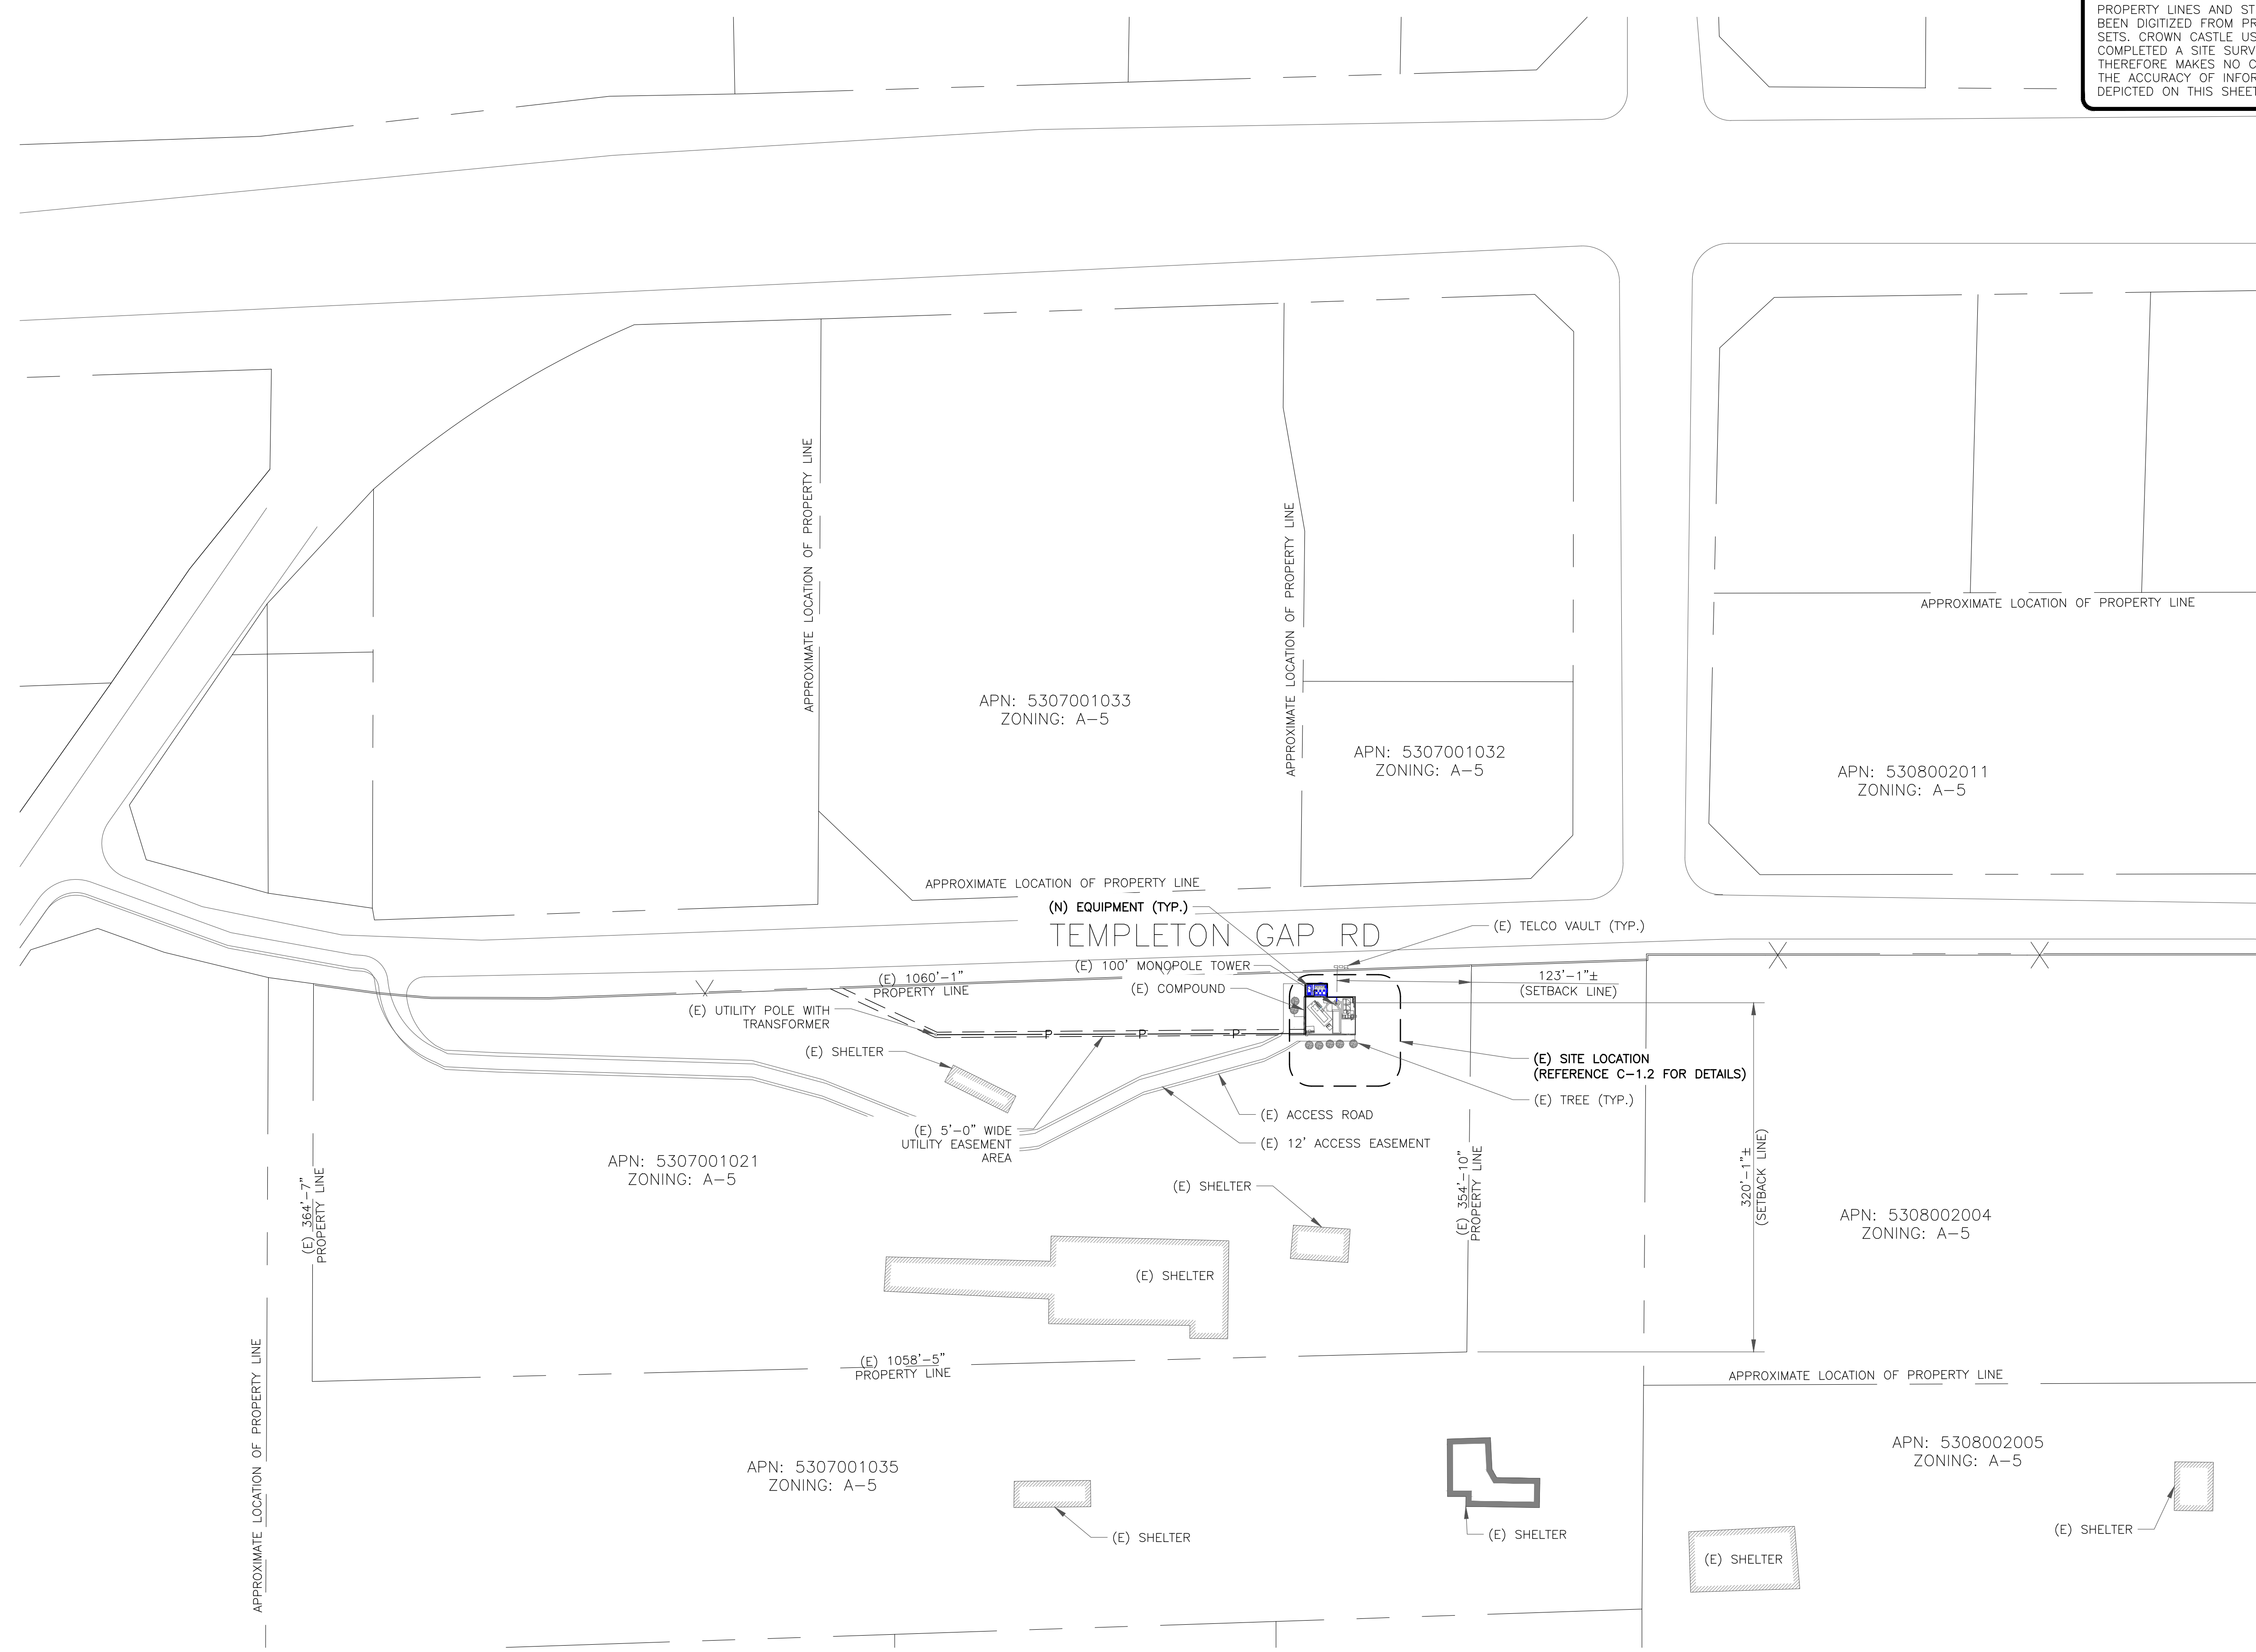 PROPERTY LINES AND ST
BEEN DIGITIZED FROM PR
SETS. CROWN CASTLE US
COMPLETED A SITE SURV
THEREFORE MAKES NO C
THE ACCURACY OF INFOR
DEPICTED ON THIS SHEET
APPROXIMATE LOCATION OF PROPERTY LINE
APPROXIMATE LOCATION OF PROPERTY LINE
APPROXIMATE LOCATION OF PROPERTY LINE
APN: 5307001033
ZONING: A-5
APN: 5307001032
ZONING: A-5
APN: 5308002011
ZONING: A-5
APPROXIMATE LOCATION OF PROPERTY LINE
(N) EQUIPMENT (TYP.)
TEMPLETON GAP RD
(E) TELCO VAULT (TYP.)
(E) 100' MONOPOLE TOWER
(E) 1060'-1"
PROPERTY LINE
(E) COMPOUND
123'-1"±
(SETBACK LINE)
(E) UTILITY POLE WITH
TRANSFORMER
P P P
(E) SHELTER
(E) SITE LOCATION
(REFERENCE C-1.2 FOR DETAILS)
(E) TREE (TYP.)
(E) ACCESS ROAD
(E) 5'-0" WIDE
UTILITY EASEMENT
AREA
(E) 12' ACCESS EASEMENT
APN: 5307001021
ZONING: A-5
(E) 364'-7"
PROPERTY LINE
(E) SHELTER
(E) 354'-10"
PROPERTY LINE
320'-1"±
(SETBACK LINE)
APN: 5308002004
ZONING: A-5
(E) SHELTER
(E) 1058'-5"
PROPERTY LINE
APPROXIMATE LOCATION OF PROPERTY LINE
APPROXIMATE LOCATION OF PROPERTY LINE
APN: 5307001035
ZONING: A-5
APN: 5308002005
ZONING: A-5
(E) SHELTER
(E) SHELTER
(E) SHELTER
(E) SHELTER